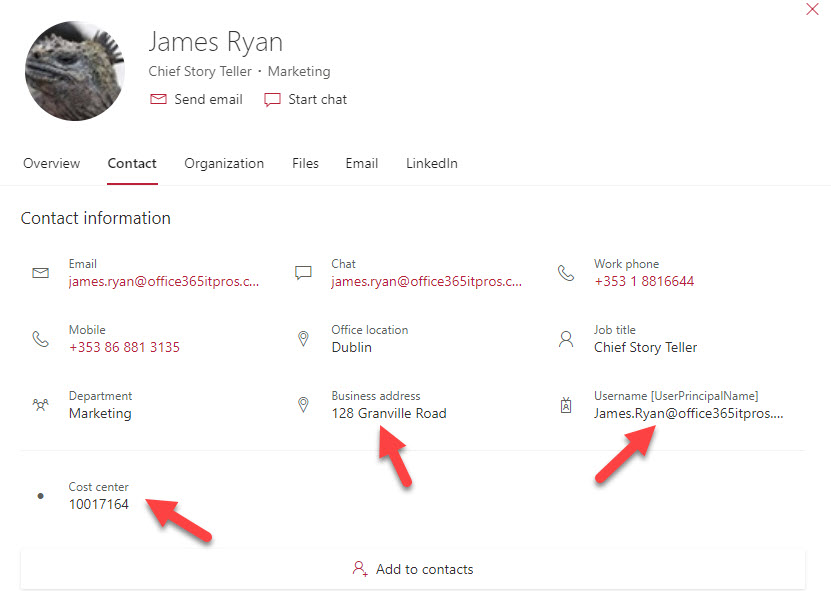 James Ryan
Chief Story Teller · Marketing
Send email Start chat
Overview Contact Organization Files Email LinkedIn
Contact information
Email
james.ryan@office365itpros.c...
Chat
james.ryan@office365itpros.c...
Work phone
+353 1 8816644
Mobile
+353 86 881 3135
Office location
Dublin
Job title
Chief Story Teller
Department
Marketing
Business address
128 Granville Road
Username [UserPrincipalName]
James.Ryan@office365itpros....
Cost center
10017164
Add to contacts